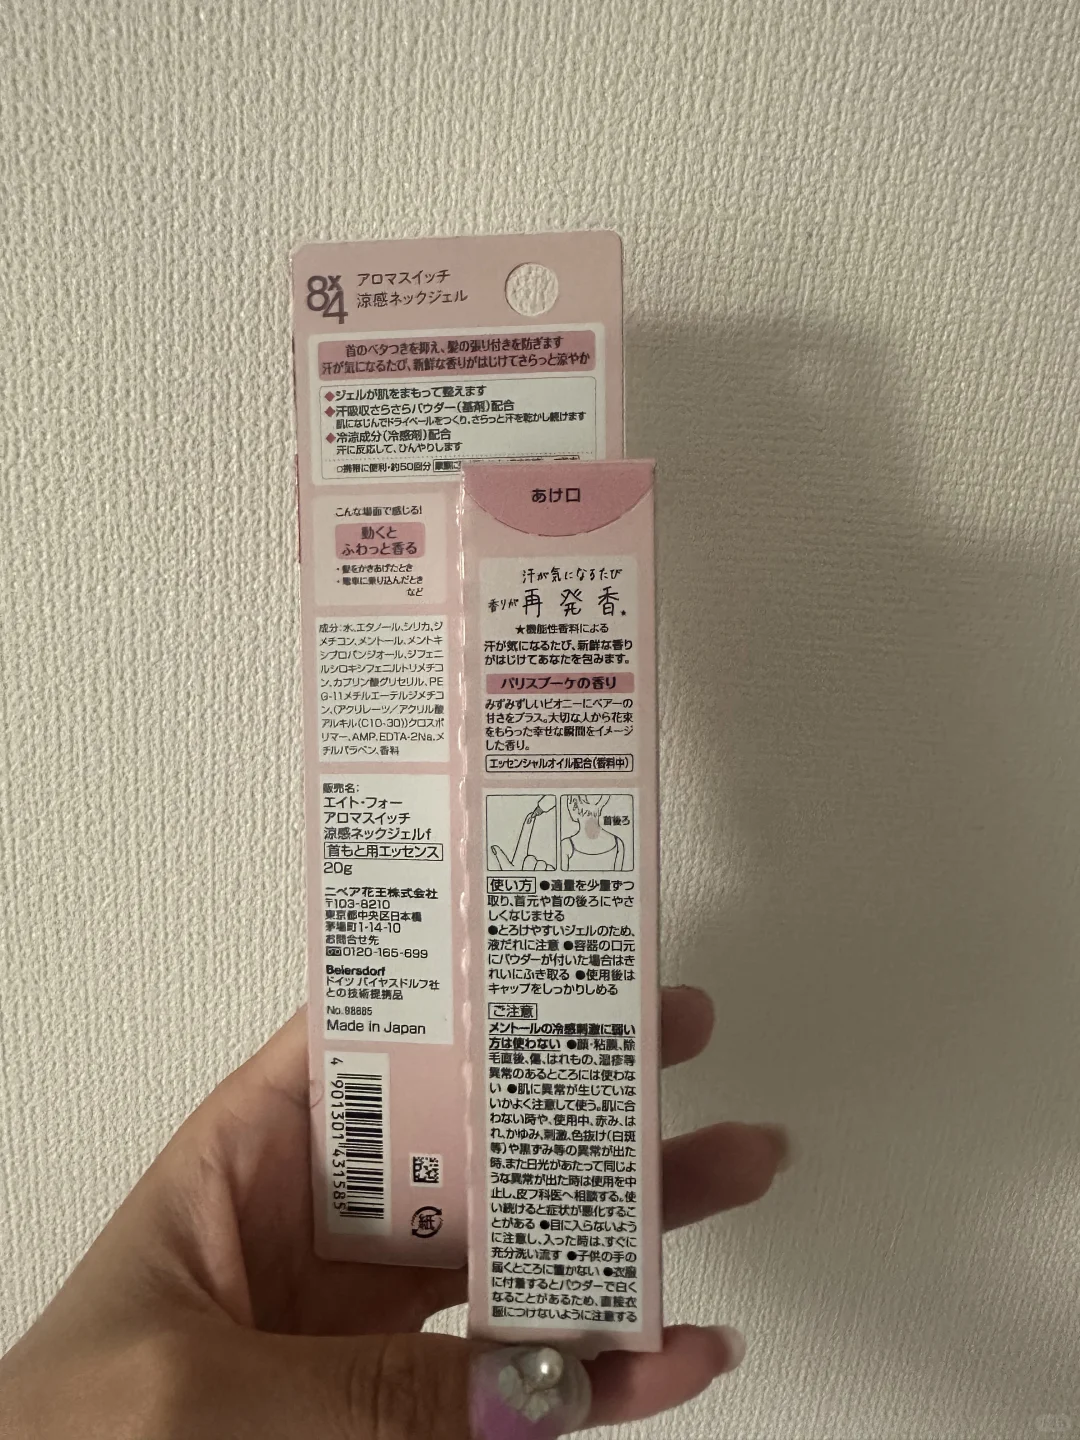 8x4
アロマスイッチ
涼感ネックジェル
首のベタつきを抑え、髪の張り付きを防ぎます
汗が気になるたび、新鮮な香りがはじけてさらっと涼やか
◆ジェルが肌をまもって整えます
◆汗吸収さらさらパウダー(基剤)配合
肌になじんでドライベールをつくり、さらっと汗を乾かし続けます
◆冷涼成分(冷感剤)配合
汗に反応して、ひんやりします
□携帯に便利・約50回分
こんな場面で感じる!
動くと
ふわっと香る
・髪をかきあげたとき
・電車に乗り込んだとき
など
成分:水、エタノール、シリカ、ジ
メチコン、メントール、メントキ
シプロパンジオール、ジフェニ
ルシロキシフェニルトリメチコ
ン、カプリン酸グリセリル、PE
G-11メチルエーテルジメチコ
ン、(アクリレーツ/アクリル酸
アルキル(C10-30))クロスポ
リマー、AMP、EDTA-2Na、メ
チルパラベン、香料
販売名:
エイト・フォー
アロマスイッチ
涼感ネックジェルf
首もと用エッセンス
20g
ニベア花王株式会社
〒103-8210
東京都中央区日本橋
茅場町1-14-10
お問合せ先
0120-165-699
Beiersdorf
ドイツ バイヤスドルフ社
との技術提携品
No.98885
Made in Japan
4 901301 431585
紙
あけ口
汗が気になるたび
香りが再発香★
★機能性香料による
汗が気になるたび、新鮮な香り
がはじけてあなたを包みます。
パリスブーケの香り
みずみずしいピオニーにペアーの
甘さをプラス。大切な人から花束
をもらった幸せな瞬間をイメージ
した香り。
エッセンシャルオイル配合(香料中)
首後ろ
使い方 ●適量を少量ずつ
取り、首元や首の後ろにやさ
しくなじませる
●とろけやすいジェルのため、
液だれに注意 ●容器の口元
にパウダーが付いた場合はき
れいにふき取る ●使用後は
キャップをしっかりしめる
ご注意
メントールの冷感刺激に弱い
方は使わない ●顔・粘膜、除
毛直後、傷、はれもの、湿疹等
異常のあるところには使わな
い ●肌に異常が生じていな
いかよく注意して使う。肌に合
わない時や、使用中、赤み、は
れ、かゆみ、刺激、色抜け(白斑
等)や黒ずみ等の異常が出た
時、また日光があたって同じよ
うな異常が出た時は使用を中
止し、皮フ科医へ相談する。使
い続けると症状が悪化するこ
とがある ●目に入らないよう
に注意し、入った時は、すぐに
充分洗い流す ●子供の手の
届くところに置かない ●衣服
に付着するとパウダーで白く
なることがあるため、直接衣
服につけないように注意する